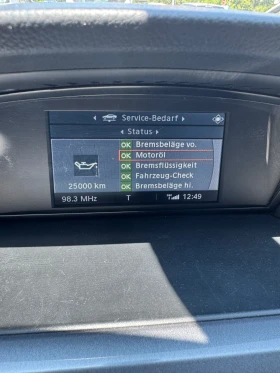 Service-Bedarf
Status
OK Bremsbeläge vo.
OK Motoröl
OK Bremsflüssigkeit
OK Fahrzeug-Check
OK Bremsbeläge hi.
25000 km
98.3 MHz T 12:49